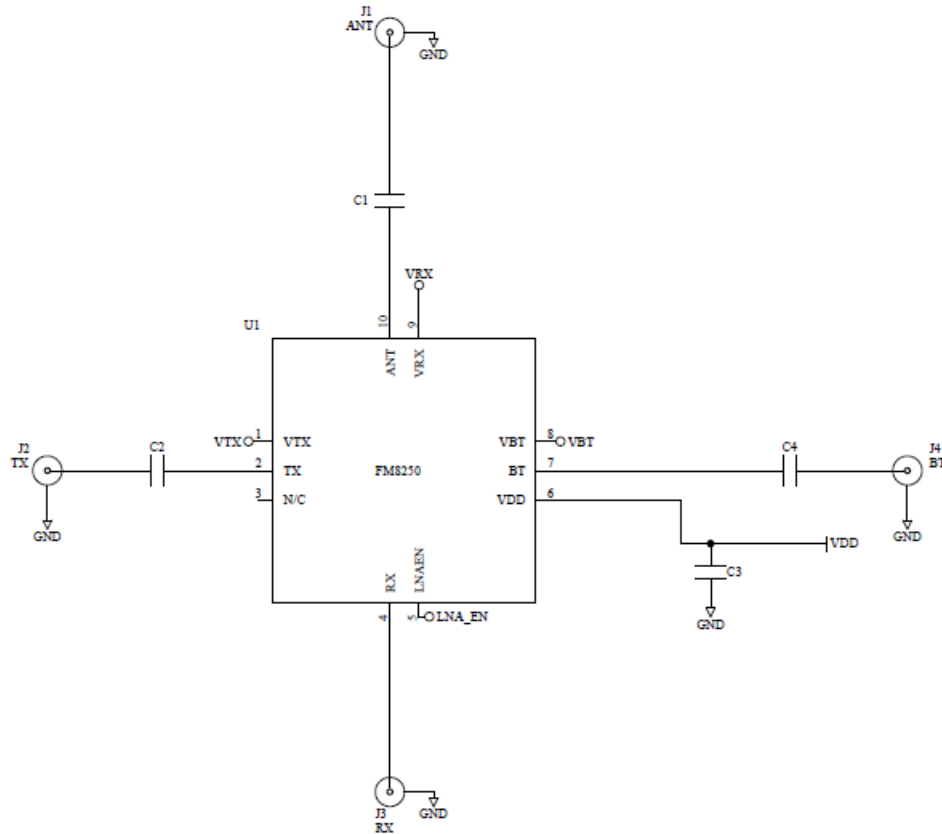 J1
ANT
GND
C1
VRX
U1
10
9
ANT
VRX
J2
TX
C2
VTX
1
VTX
VBT
8
VBT
C4
J4
BT
2
TX
FM8250
BT
7
3
N/C
VDD
6
GND
GND
VDD
C3
RX
LNAEN
GND
4
5
LNA_EN
J3
RX
GND